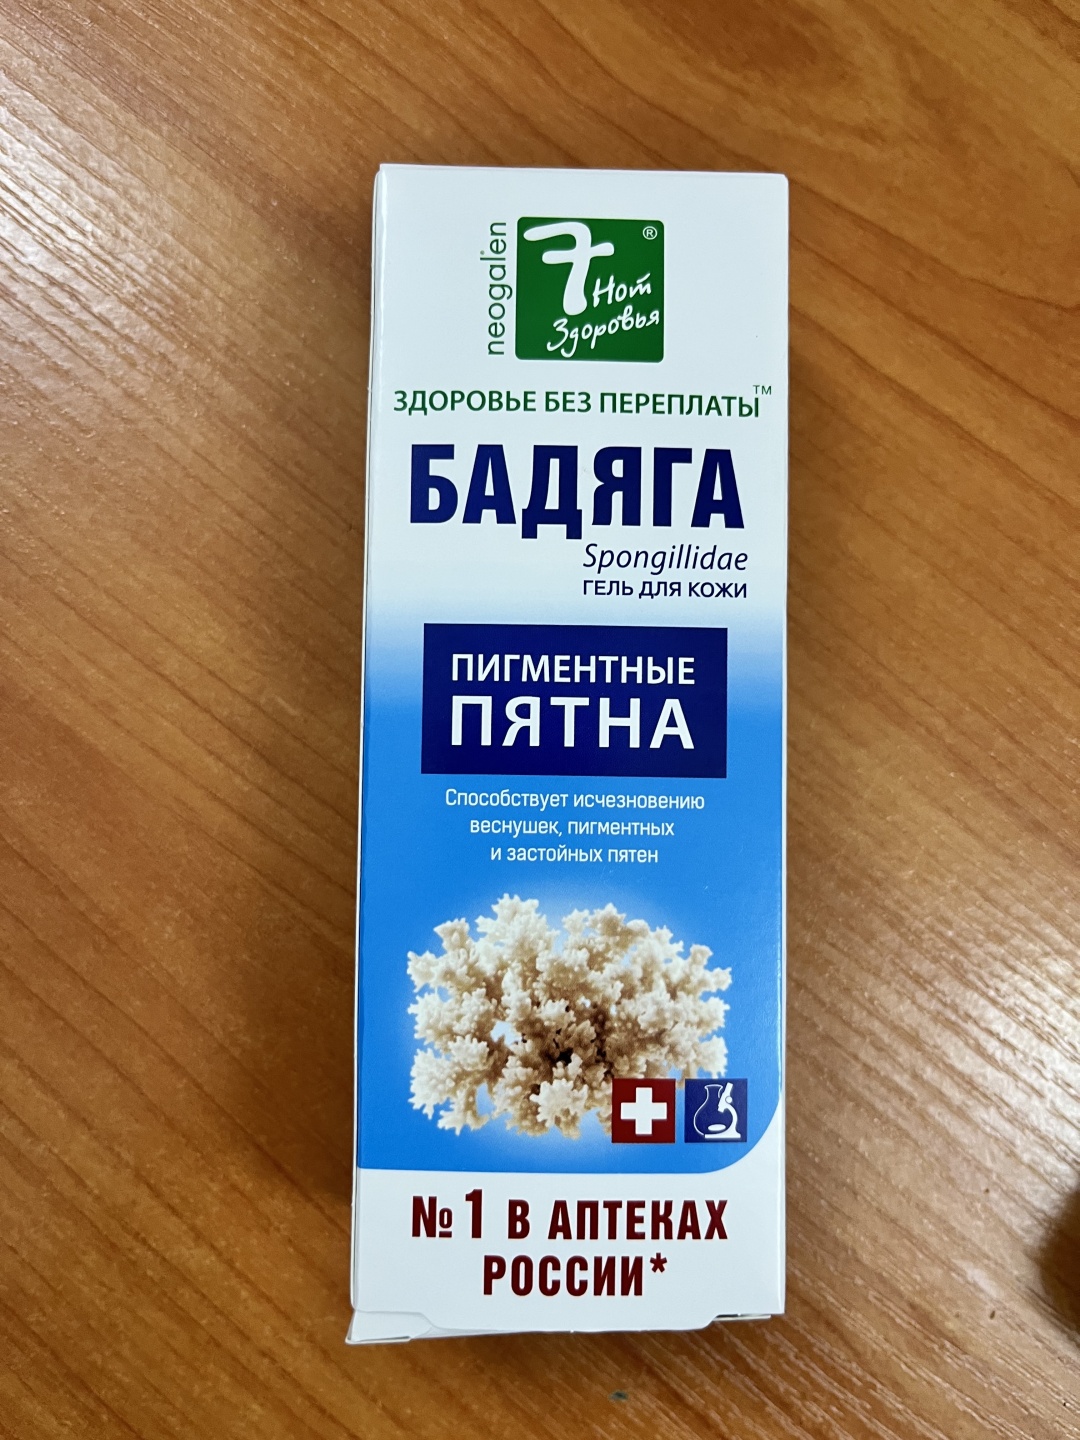 neogalen
7 Нот
Здоровья
®
ЗДОРОВЬЕ БЕЗ ПЕРЕПЛАТЫ™
БАДЯГА
Spongillidae
ГЕЛЬ ДЛЯ КОЖИ
ПИГМЕНТНЫЕ
ПЯТНА
Способствует исчезновению
веснушек, пигментных
и застойных пятен
№1 В АПТЕКАХ
РОССИИ*